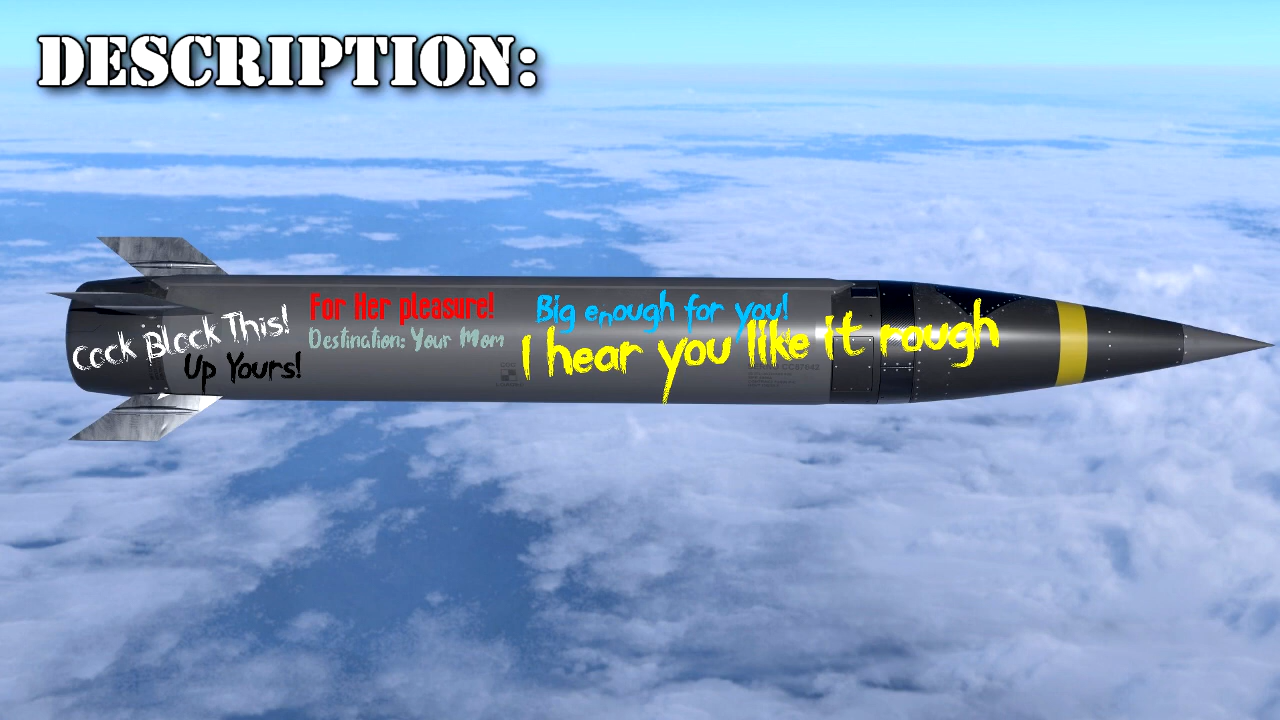 DESCRIPTION:
Cock Block This!
Up Yours!
For Her pleasure!
Destination: Your Mom
Big enough for you!
I hear you like it rough